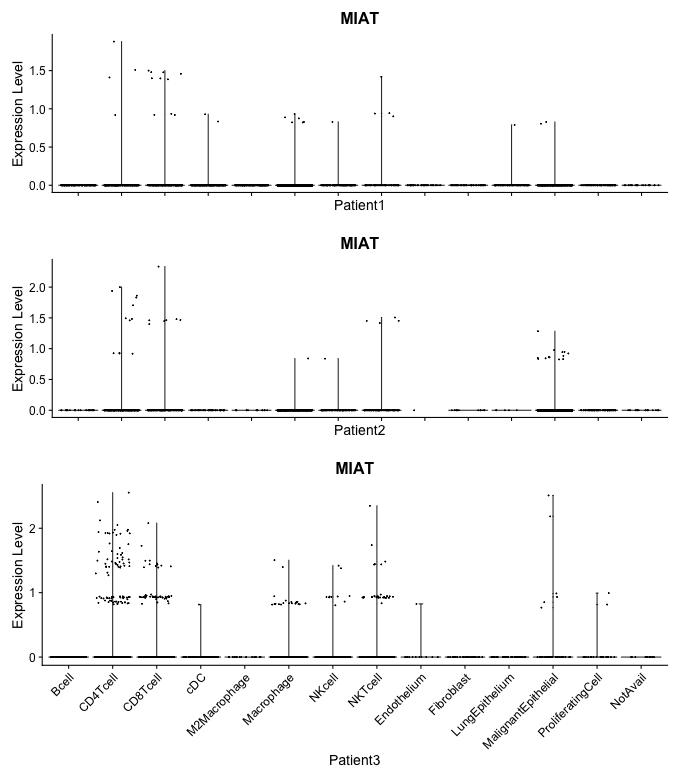 MIAT
Expression Level
1.5
1.0
0.5
0.0
Patient1
MIAT
Expression Level
2.0
1.5
1.0
0.5
0.0
Patient2
MIAT
Expression Level
2
1
0
Bcell
CD4Tcell
CD8Tcell
cDC
M2Macrophage
Macrophage
NKcell
NKTcell
Endothelium
Fibroblast
LungEpithelium
MalignantEpithelial
ProliferatingCell
NotAvail
Patient3